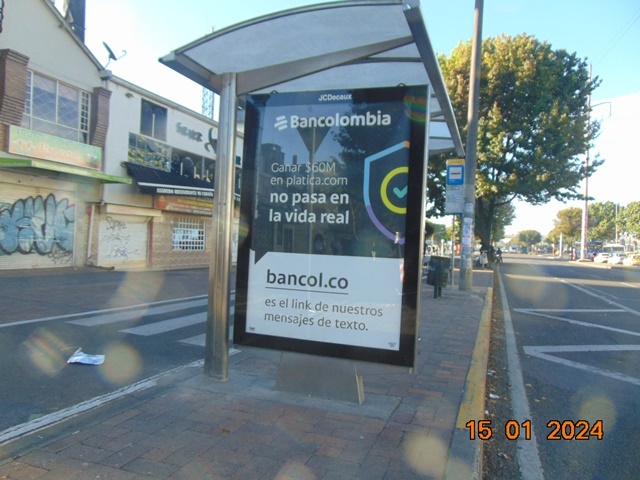 JCDecaux
Bancolombia
Ganar $60M
en platica.com
no pasa en
la vida real
bancol.co
es el link de nuestros
mensajes de texto.
15 01 2024